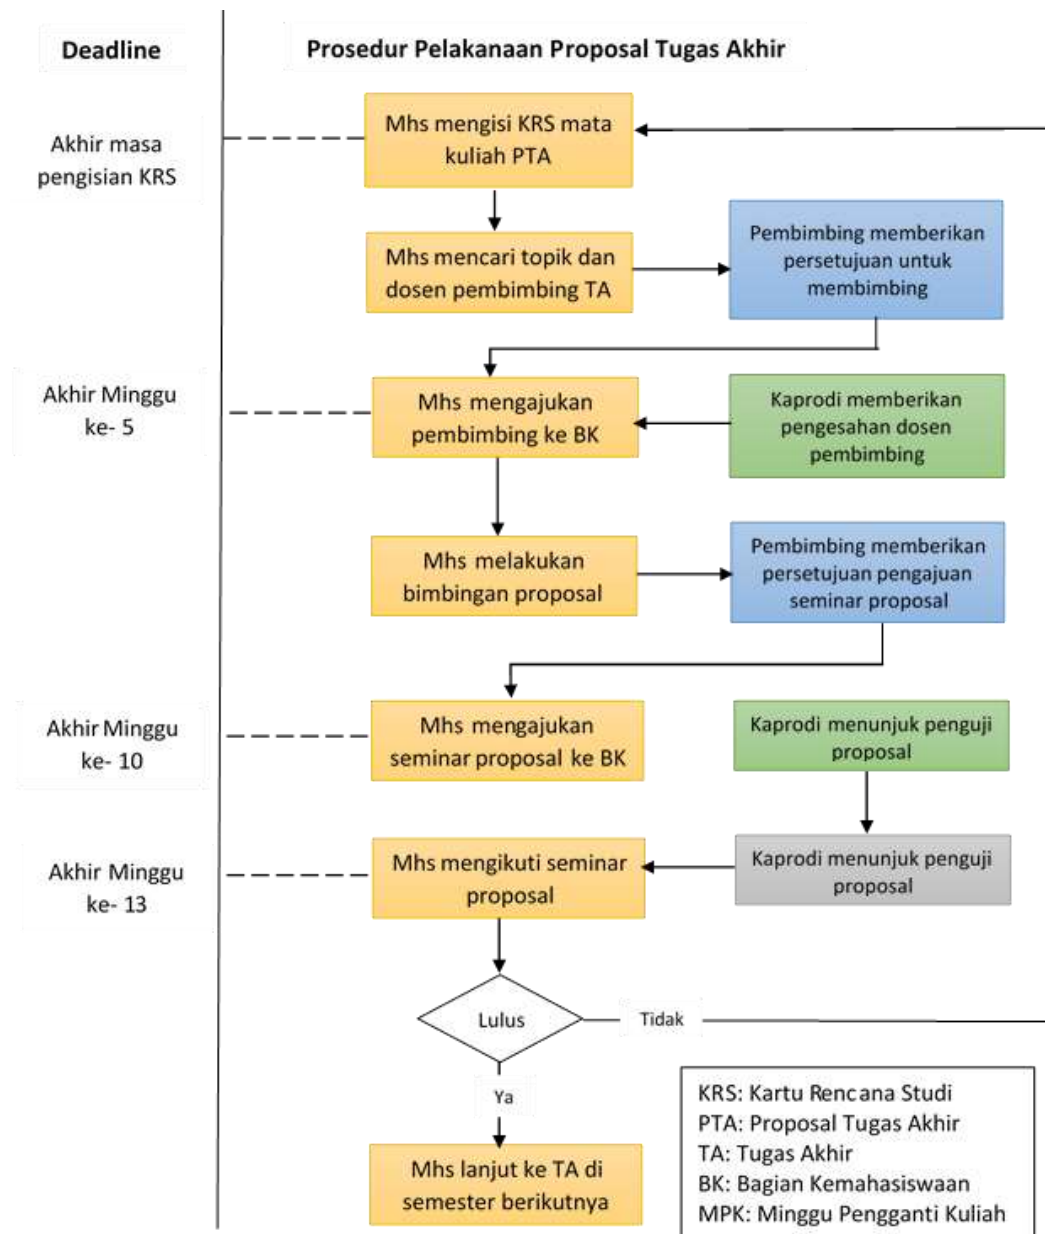 Deadline
Prosedur Pelakanaan Proposal Tugas Akhir
Akhir masa
pengisian KRS
Mhs mengisi KRS mata
kuliah PTA
Mhs mencari topik dan
dosen pembimbing TA
Pembimbing memberikan
persetujuan untuk
membimbing
Akhir Minggu
ke- 5
Mhs mengajukan
pembimbing ke BK
Kaprodi memberikan
pengesahan dosen
pembimbing
Mhs melakukan
bimbingan proposal
Pembimbing memberikan
persetujuan pengajuan
seminar proposal
Akhir Minggu
ke- 10
Mhs mengajukan
seminar proposal ke BK
Kaprodi menunjuk penguji
proposal
Akhir Minggu
ke- 13
Mhs mengikuti seminar
proposal
Kaprodi menunjuk penguji
proposal
Lulus
Tidak
Ya
Mhs lanjut ke TA di
semester berikutnya
KRS: Kartu Rencana Studi
PTA: Proposal Tugas Akhir
TA: Tugas Akhir
BK: Bagian Kemahasiswaan
MPK: Minggu Pengganti Kuliah